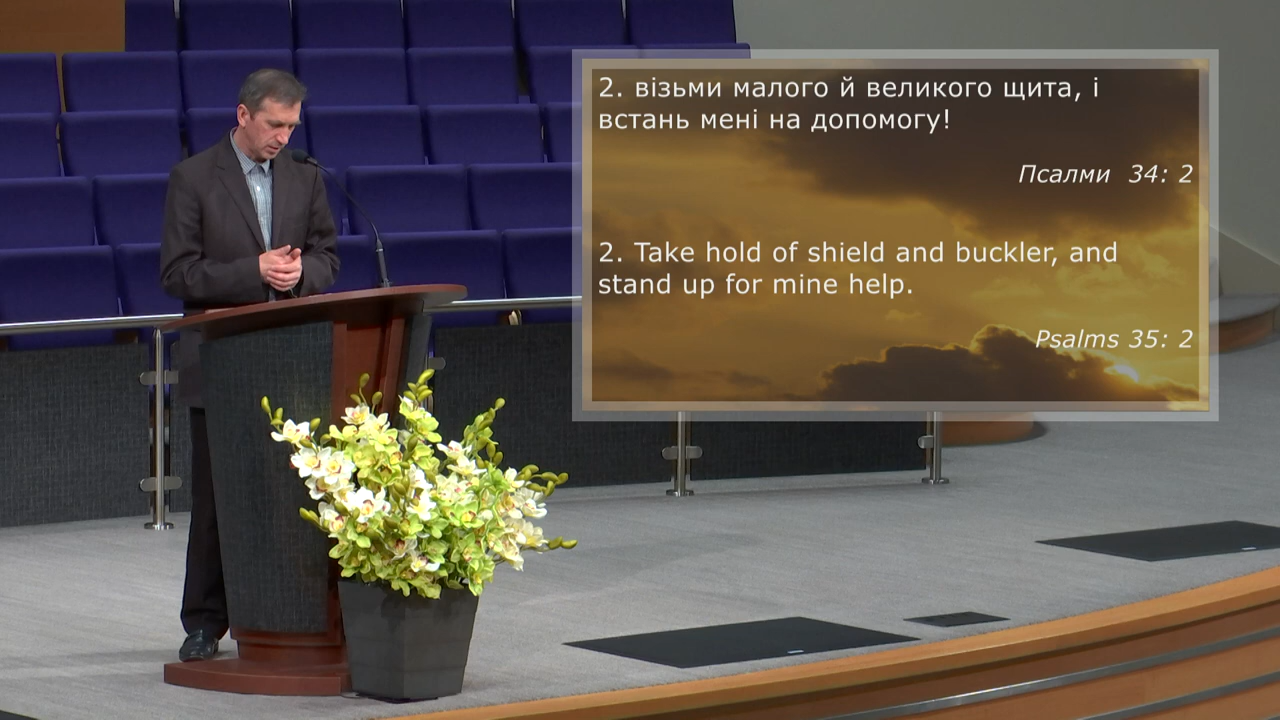 2. візьми малого й великого щита, і
встань мені на допомогу!
Псалми 34: 2
2. Take hold of shield and buckler, and
stand up for mine help.
Psalms 35: 2